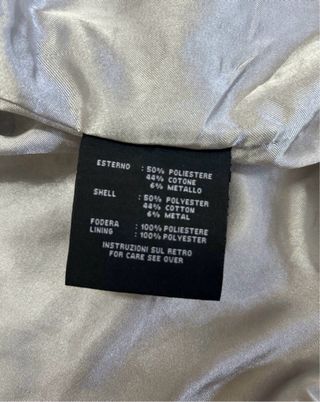 ESTERNO : 50% POLIESTERE
44% COTONE
6% METALLO
SHELL : 50% POLYESTER
44% COTTON
6% METAL
FODERA : 100% POLIESTERE
LINING : 100% POLYESTER
INSTRUZIONI SUL RETRO
FOR CARE SEE OVER